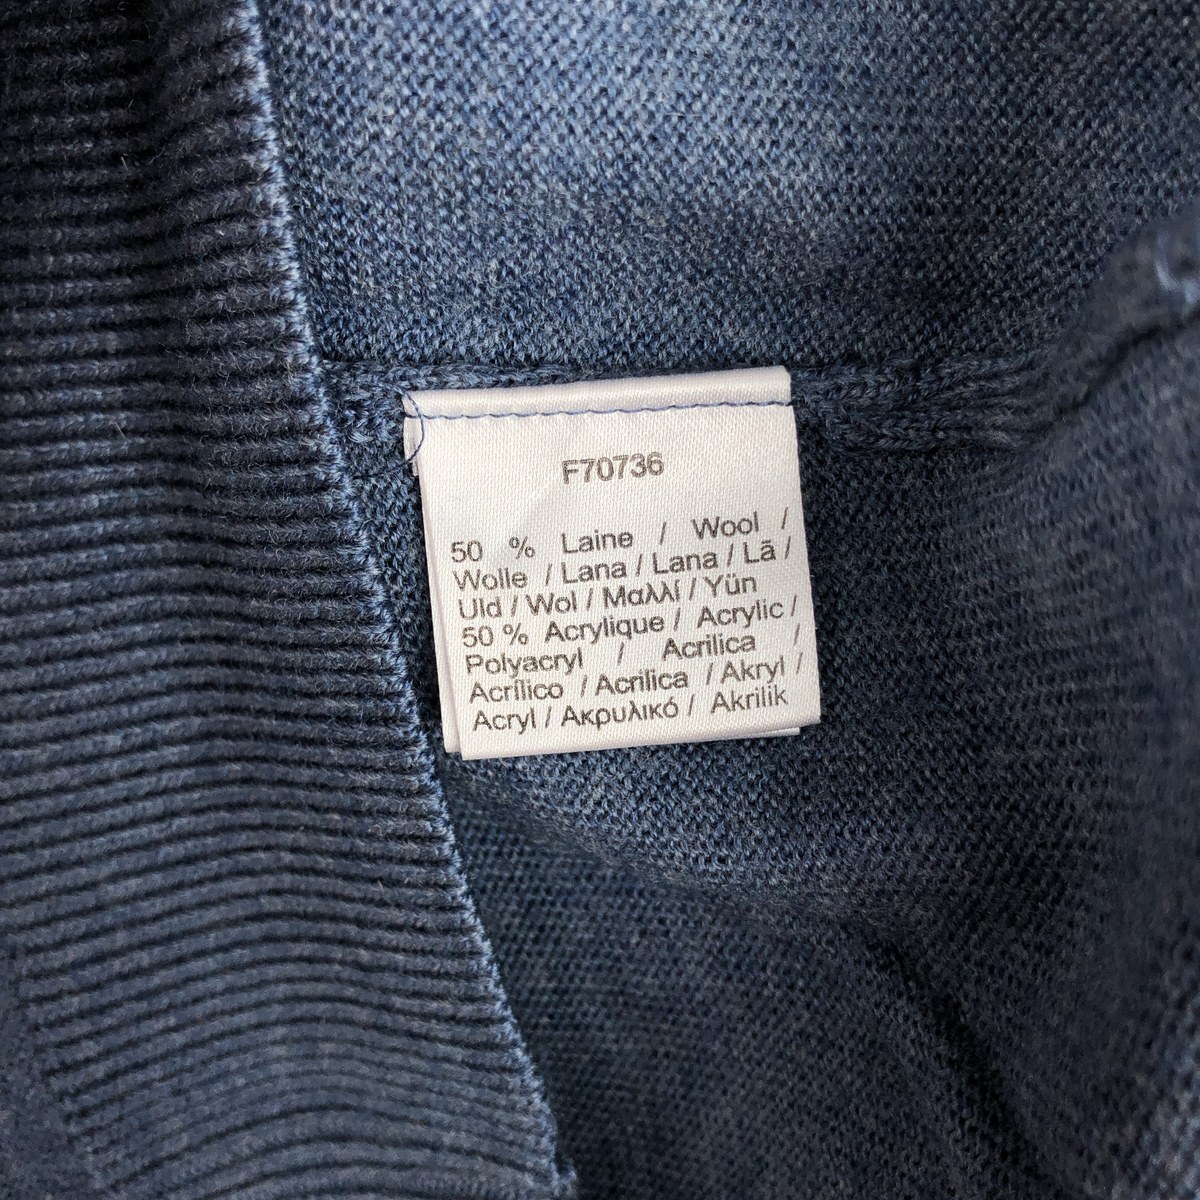 F70736
50 % Laine / Wool /
Wolle / Lana / Lana / Lã /
Uld / Wol / Μαλλί / Yün
50 % Acrylique / Acrylic /
Polyacryl / Acrilica /
Acrílico / Acrilica / Akryl /
Acryl / Ακρυλικό / Akrilik